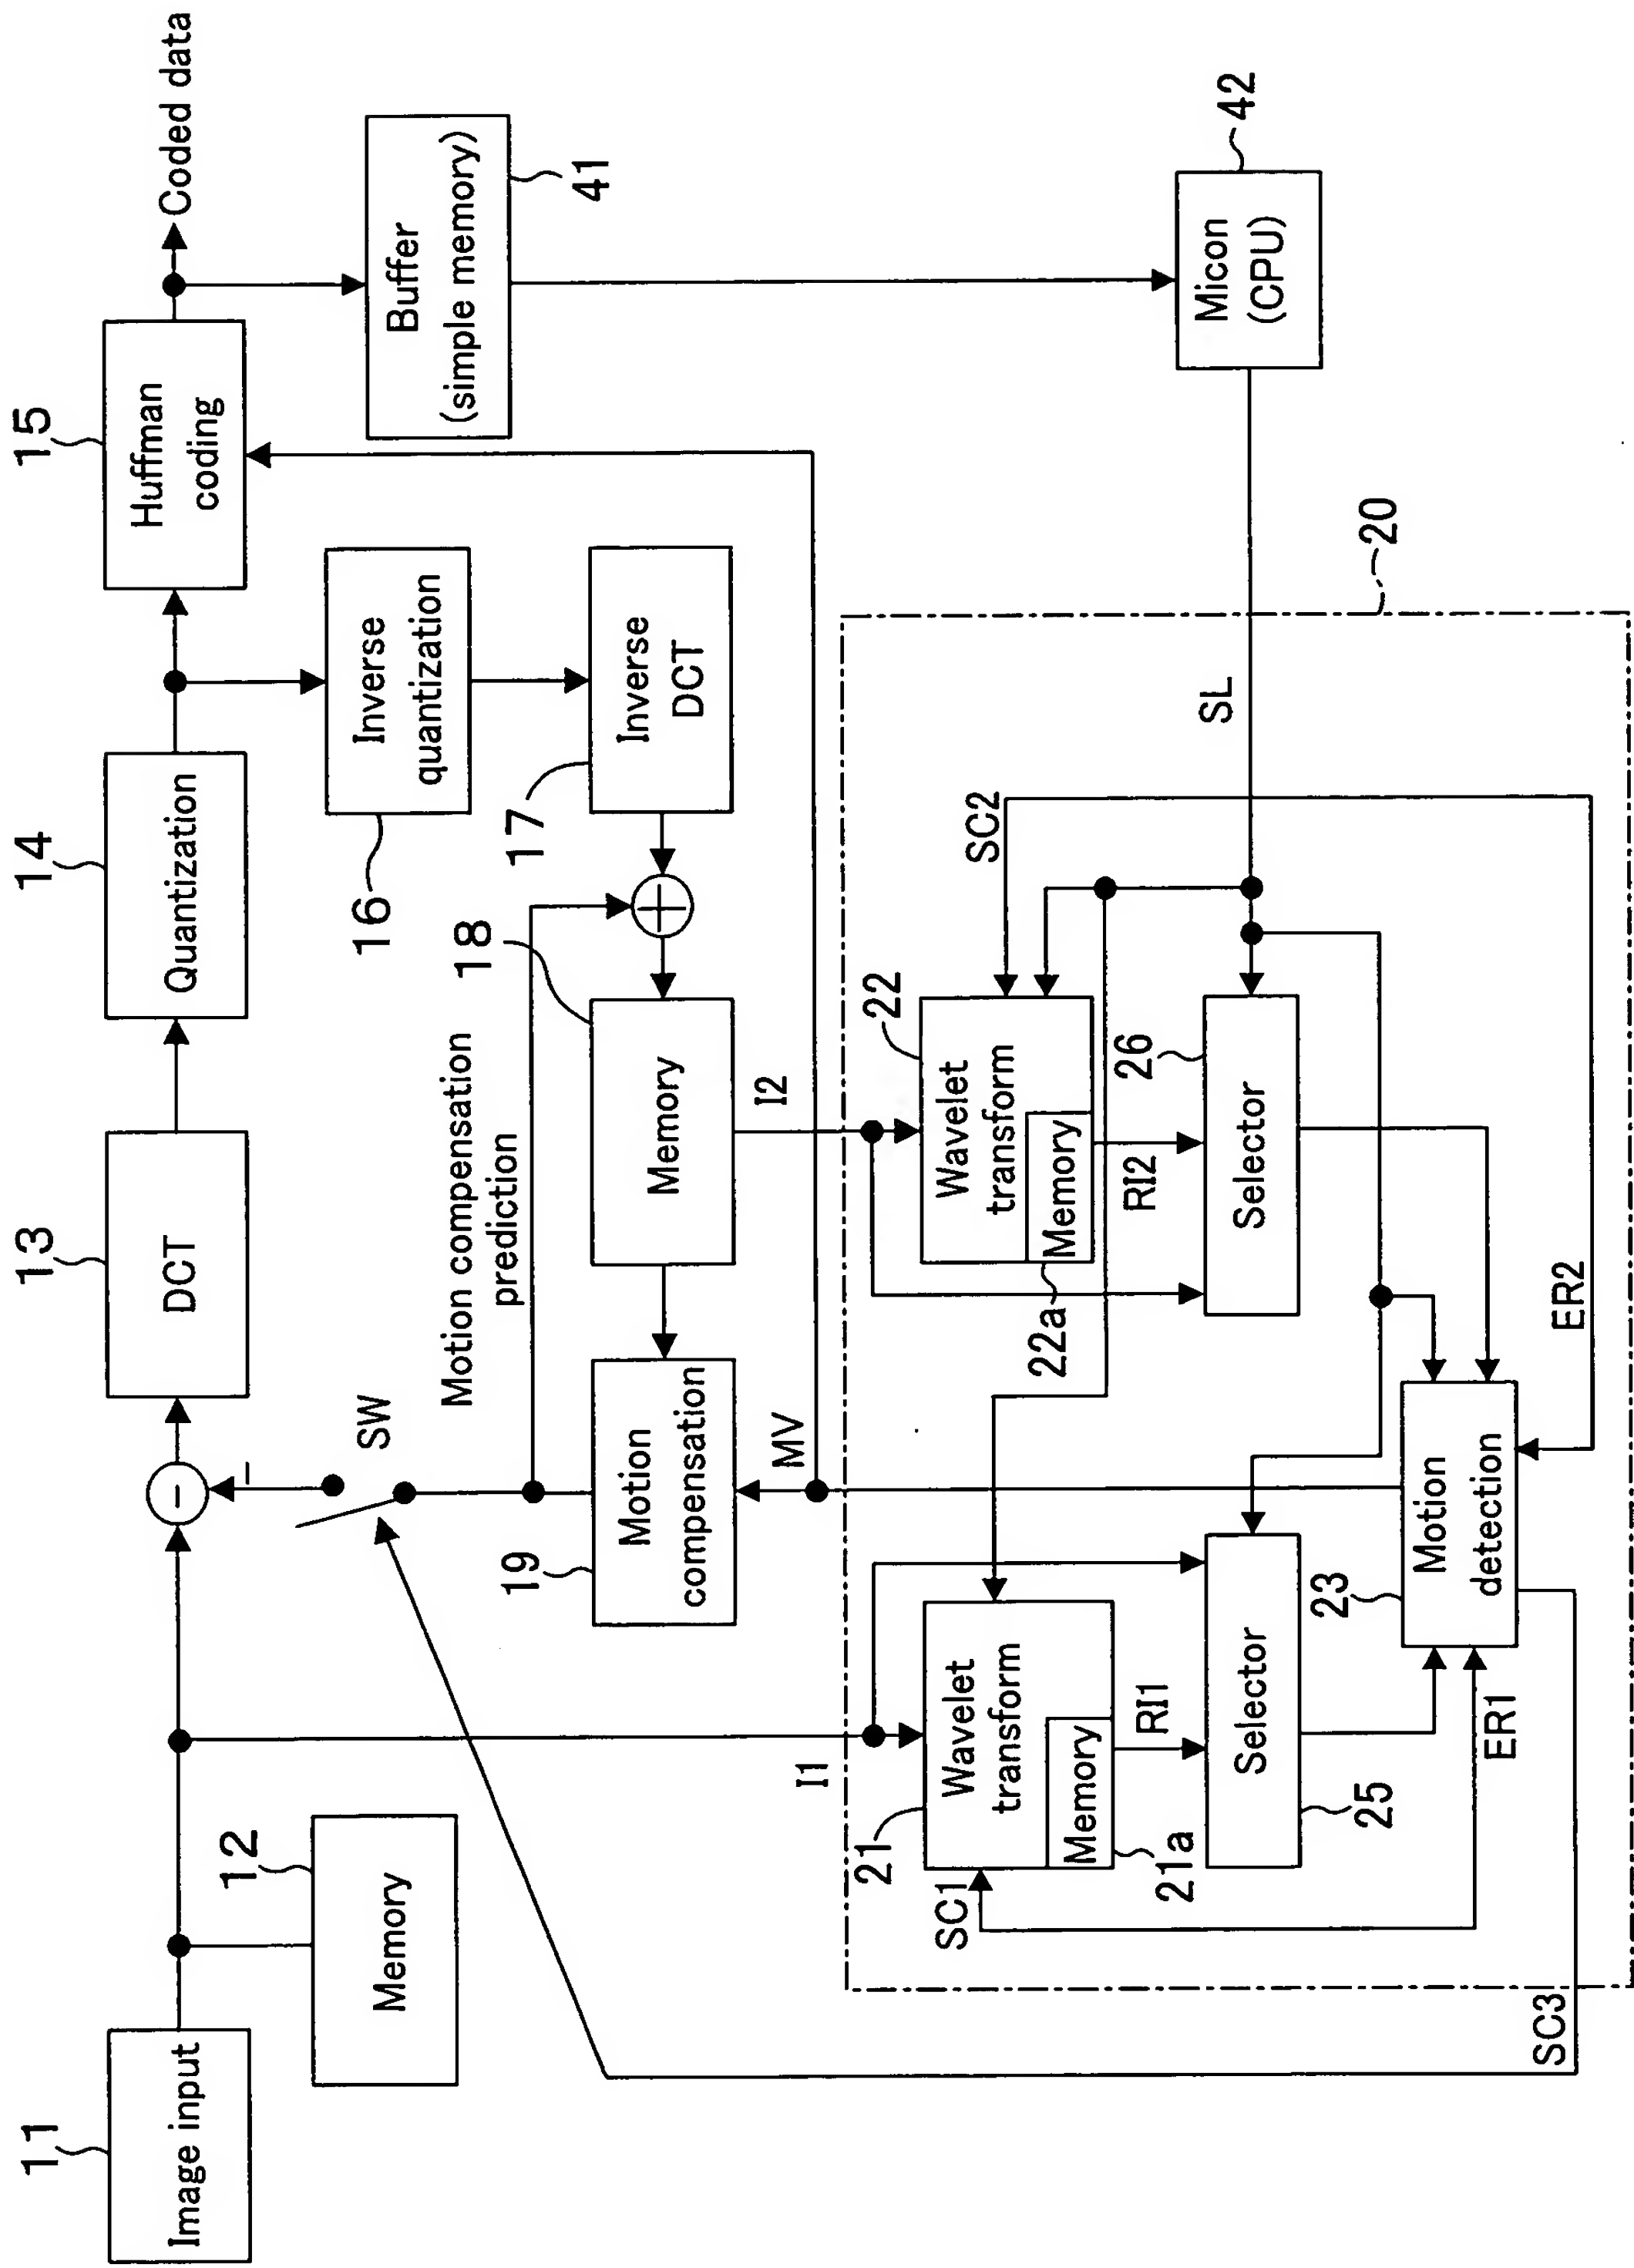 11
Image input
12
Memory
13
DCT
14
Quantization
15
Huffman
coding
Coded data
−
−
SW
Motion compensation
prediction
16
Inverse
quantization
17
Inverse
DCT
18
Memory
19
Motion
compensation
Buffer
(simple memory)
41
Micon
(CPU)
42
I1
I2
MV
20
SL
21
Wavelet
transform
Memory
21a
SC1
RI1
Selector
25
22
Wavelet
transform
Memory
22a
SC2
RI2
26
Selector
23
Motion
detection
ER1
ER2
SC3